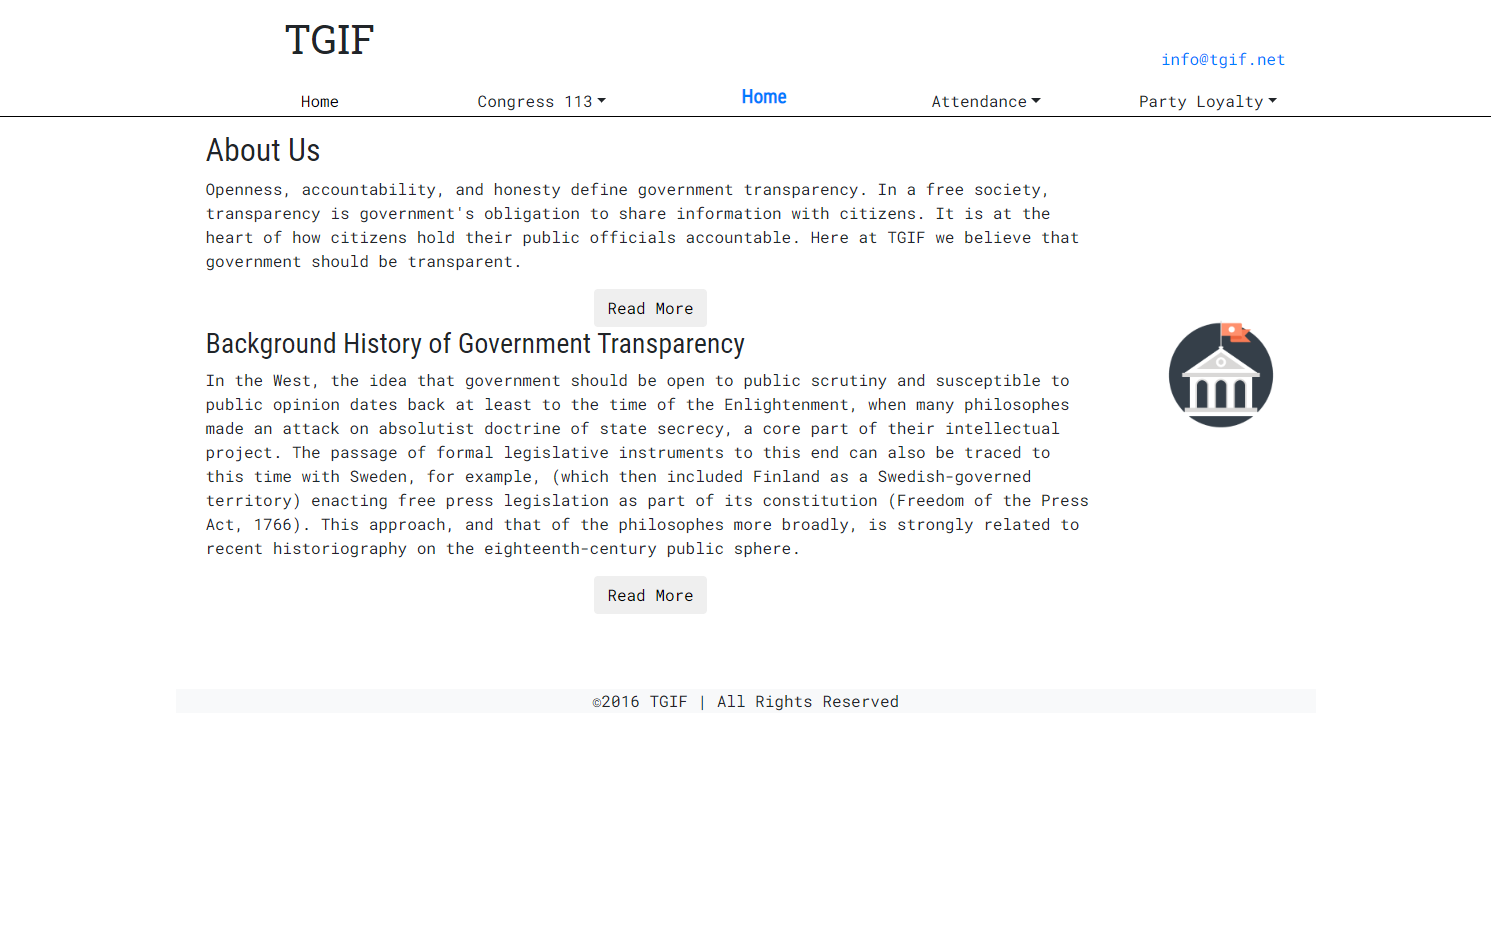 TGIF
info@tgif.net
Home
Congress 113
Home
Attendance
Party Loyalty
About Us
Openness, accountability, and honesty define government transparency. In a free society,
transparency is government's obligation to share information with citizens. It is at the
heart of how citizens hold their public officials accountable. Here at TGIF we believe that
government should be transparent.
Read More
Background History of Government Transparency
In the West, the idea that government should be open to public scrutiny and susceptible to
public opinion dates back at least to the time of the Enlightenment, when many philosophes
made an attack on absolutist doctrine of state secrecy, a core part of their intellectual
project. The passage of formal legislative instruments to this end can also be traced to
this time with Sweden, for example, (which then included Finland as a Swedish-governed
territory) enacting free press legislation as part of its constitution (Freedom of the Press
Act, 1766). This approach, and that of the philosophes more broadly, is strongly related to
recent historiography on the eighteenth-century public sphere.
Read More
©2016 TGIF | All Rights Reserved